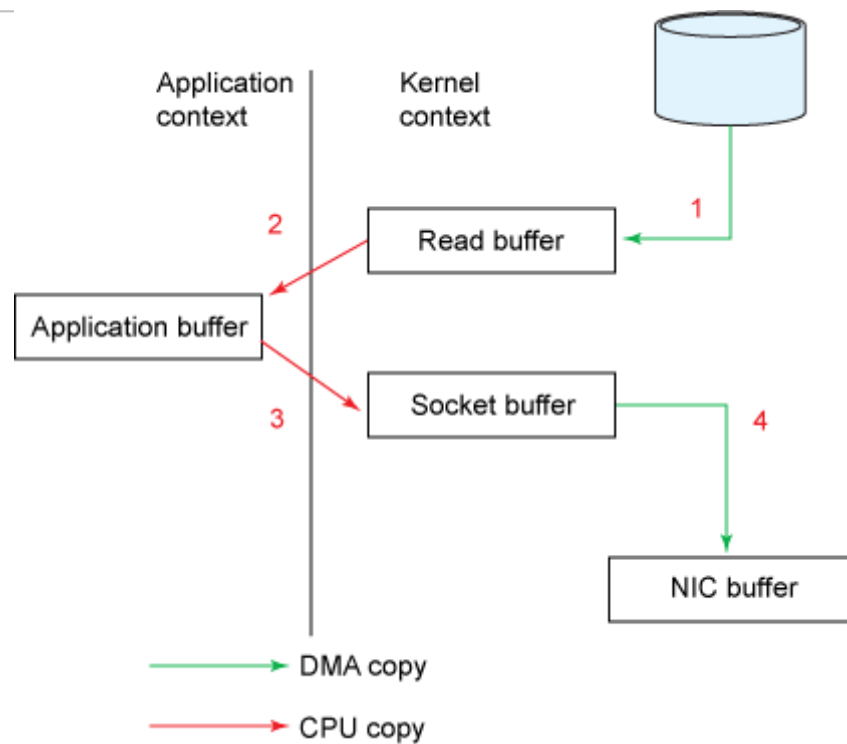 Application
context
Kernel
context
1
2
Read buffer
Application buffer
Socket buffer
3
4
NIC buffer
DMA copy
CPU copy